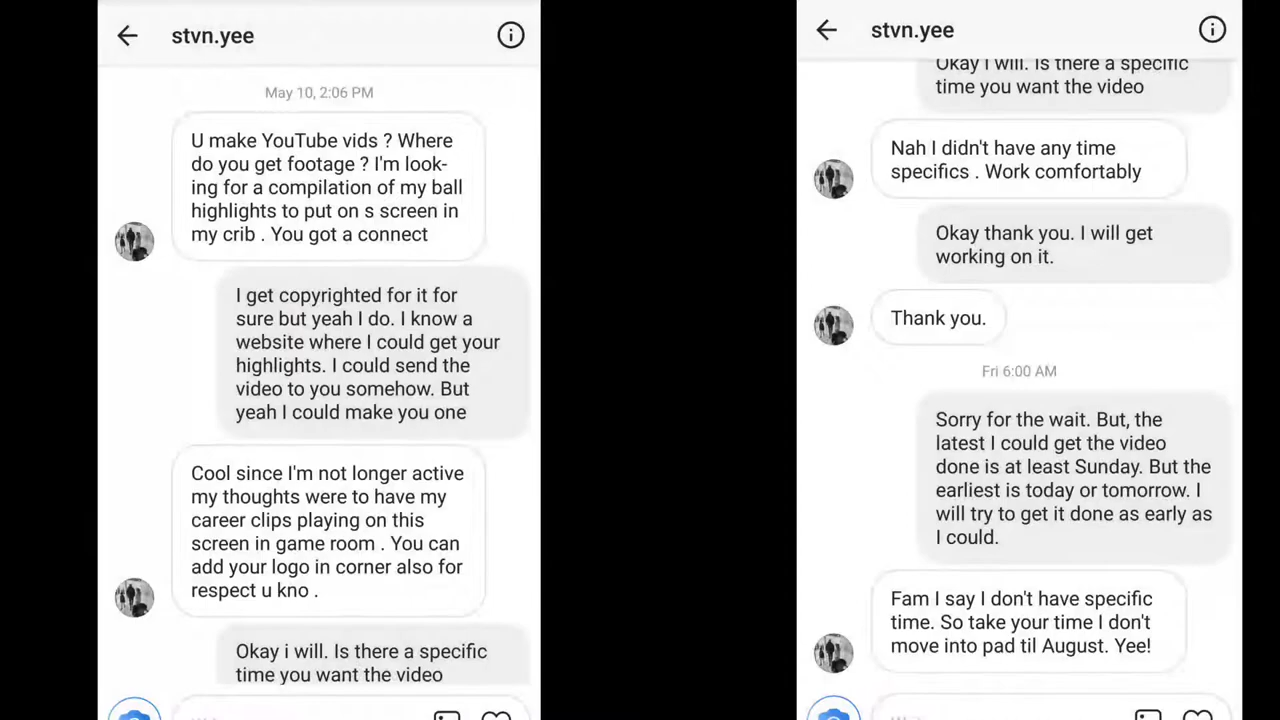 stvn.yee
May 10, 2:06 PM
U make YouTube vids ? Where
do you get footage ? I'm look-
ing for a compilation of my ball
highlights to put on s screen in
my crib . You got a connect
I get copyrighted for it for
sure but yeah I do. I know a
website where I could get your
highlights. I could send the
video to you somehow. But
yeah I could make you one
Cool since I'm not longer active
my thoughts were to have my
career clips playing on this
screen in game room . You can
add your logo in corner also for
respect u kno .
Okay i will. Is there a specific
time you want the video
stvn.yee
Okay i will. Is there a specific
time you want the video
Nah I didn't have any time
specifics . Work comfortably
Okay thank you. I will get
working on it.
Thank you.
Fri 6:00 AM
Sorry for the wait. But, the
latest I could get the video
done is at least Sunday. But the
earliest is today or tomorrow. I
will try to get it done as early as
I could.
Fam I say I don't have specific
time. So take your time I don't
move into pad til August. Yee!